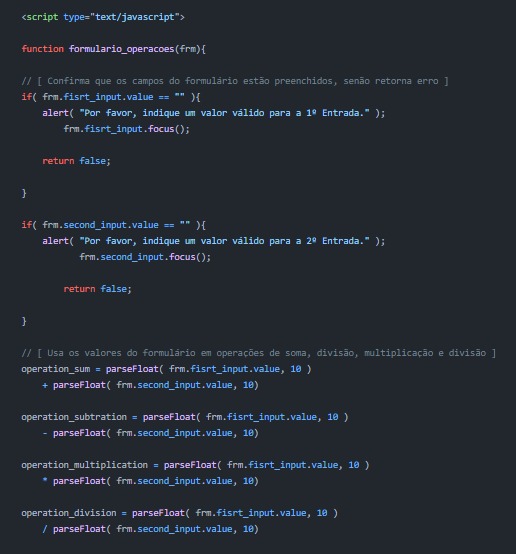 <script type="text/javascript">
function formulario_operacoes(frm){
// [ Confirma que os campos do formulário estão preenchidos, senão retorna erro ]
if( frm.fisrt_input.value == "" ){
alert( "Por favor, indique um valor válido para a 1º Entrada." );
frm.fisrt_input.focus();
return false;
}
if( frm.second_input.value == "" ){
alert( "Por favor, indique um valor válido para a 2º Entrada." );
frm.second_input.focus();
return false;
}
// [ Usa os valores do formulário em operações de soma, divisão, multiplicação e divisão ]
operation_sum = parseFloat( frm.fisrt_input.value, 10 )
+ parseFloat( frm.second_input.value, 10)
operation_subtration = parseFloat( frm.fisrt_input.value, 10 )
- parseFloat( frm.second_input.value, 10)
operation_multiplication = parseFloat( frm.fisrt_input.value, 10 )
* parseFloat( frm.second_input.value, 10)
operation_division = parseFloat( frm.fisrt_input.value, 10 )
/ parseFloat( frm.second_input.value, 10)